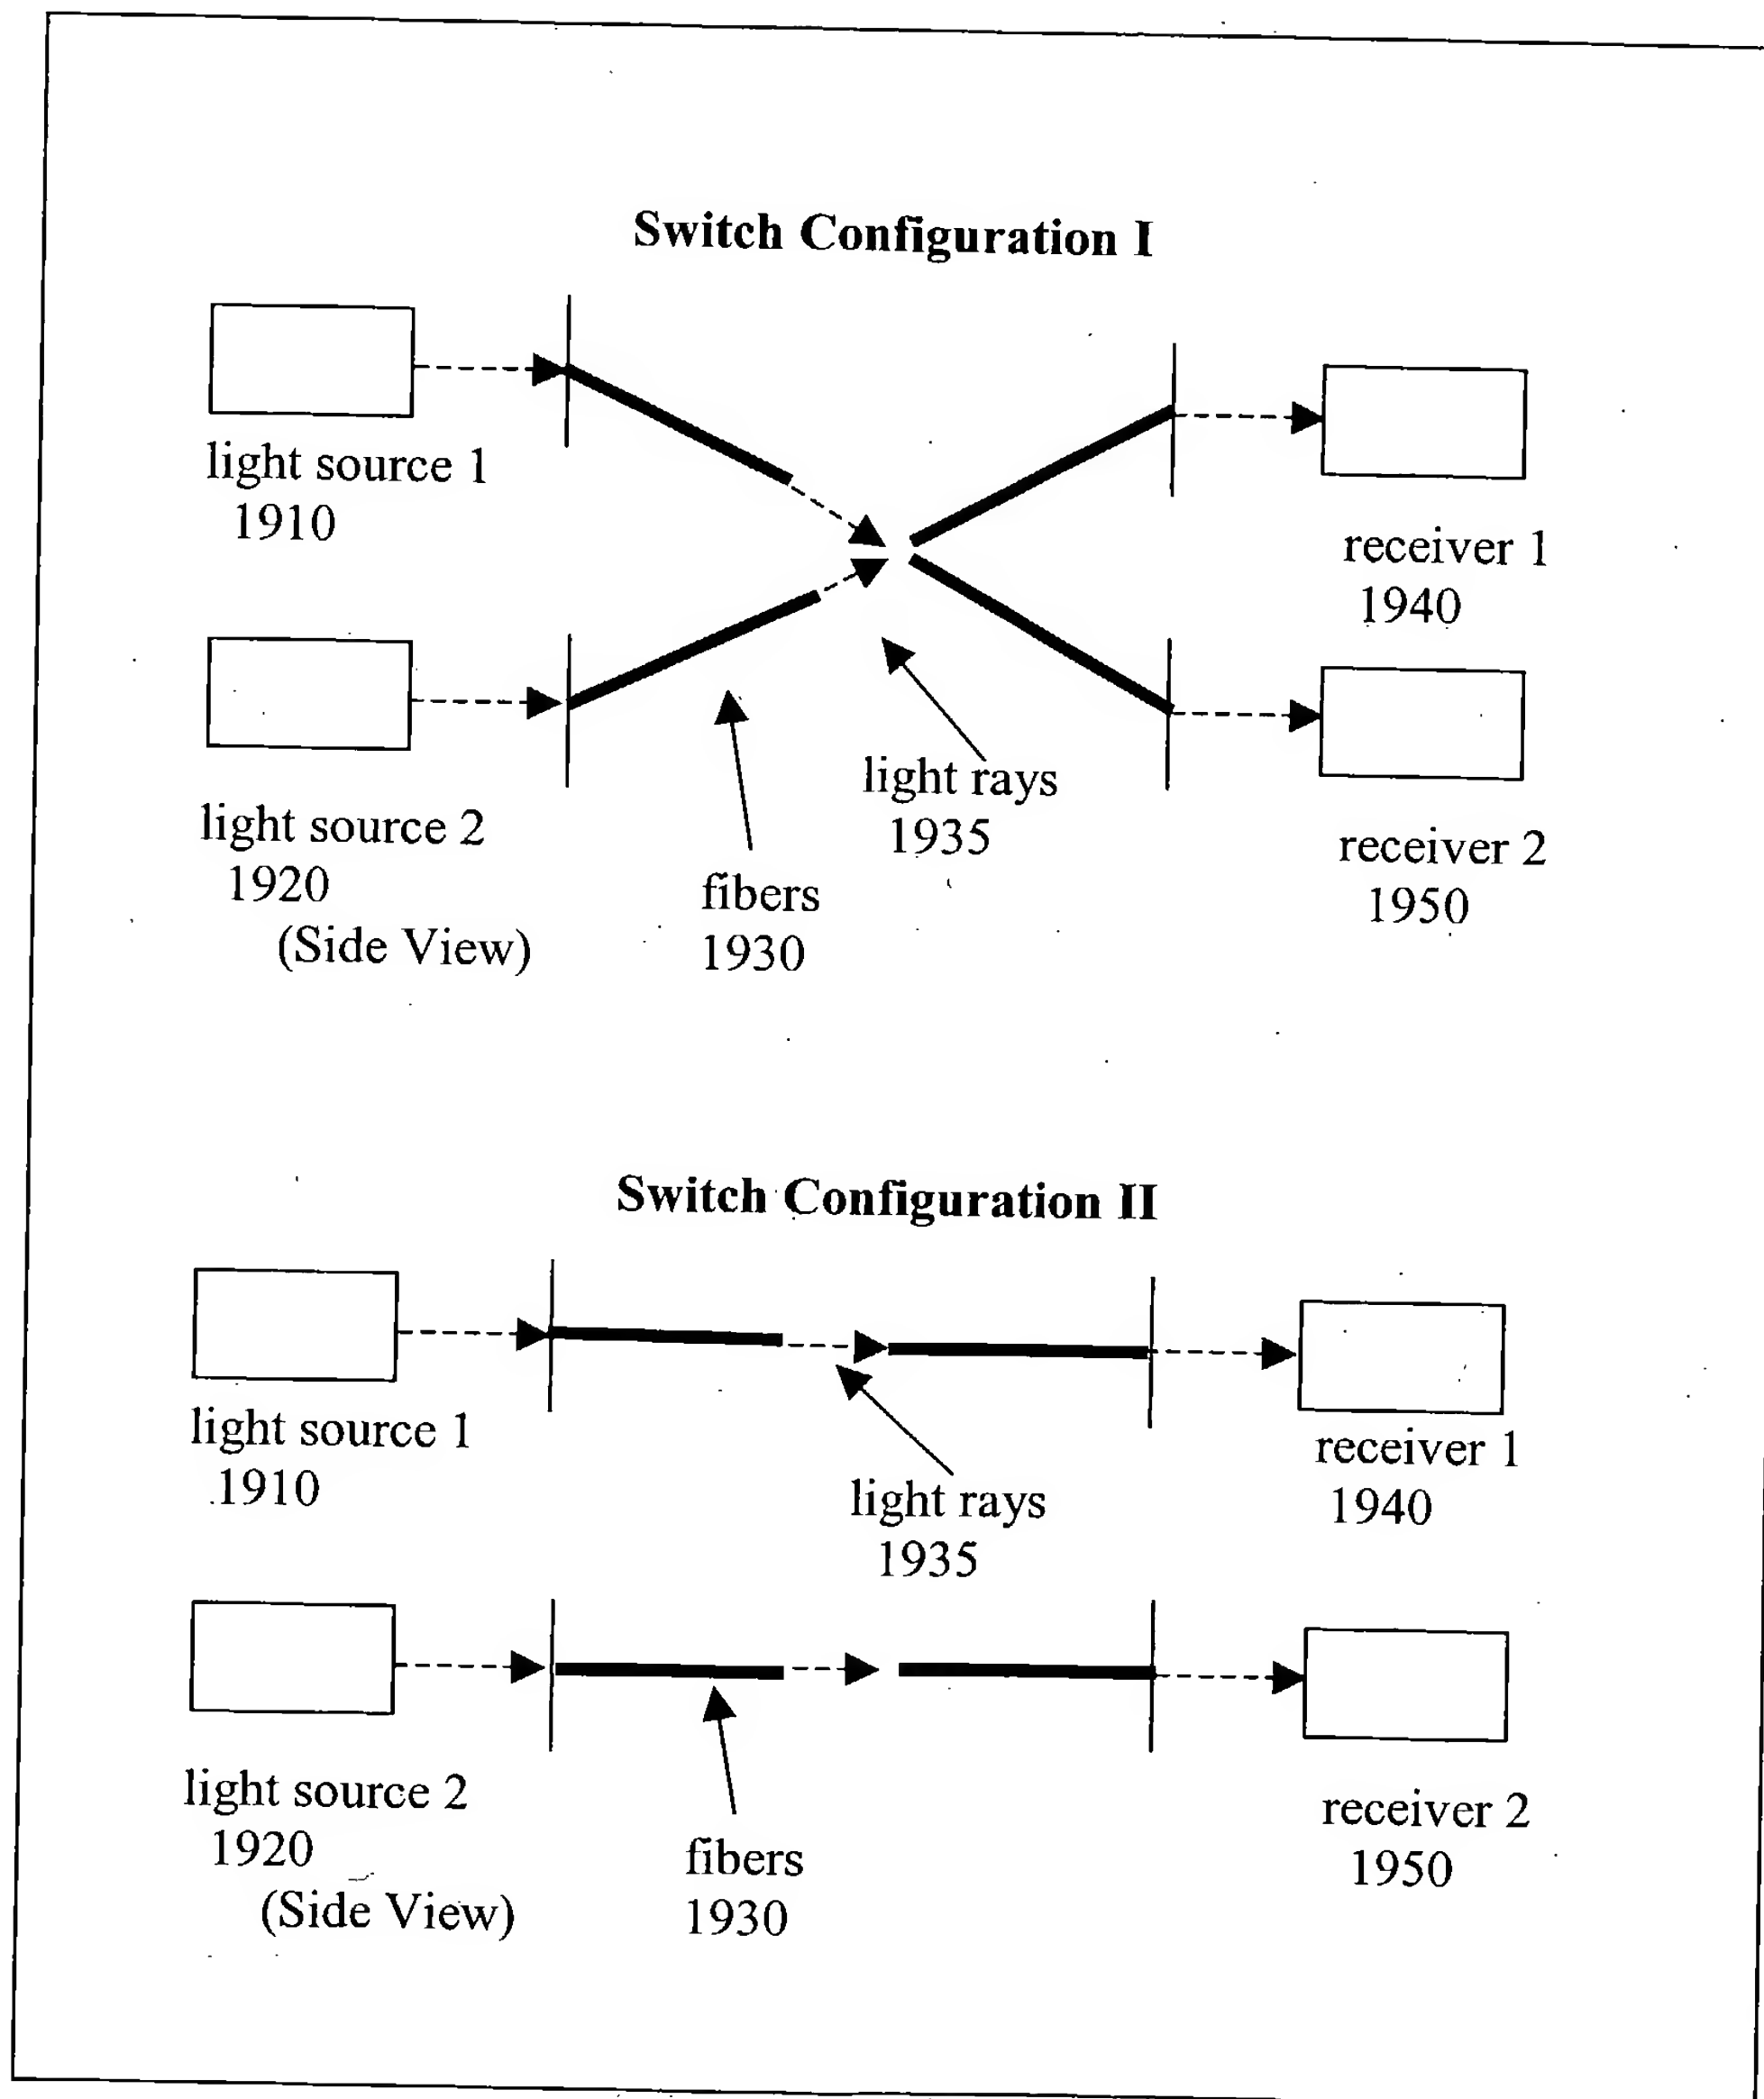 Switch Configuration I
light source 1
1910
receiver 1
1940
light source 2
1920
(Side View)
fibers
1930
light rays
1935
receiver 2
1950
Switch Configuration II
light source 1
1910
light rays
1935
receiver 1
1940
light source 2
1920
(Side View)
fibers
1930
receiver 2
1950